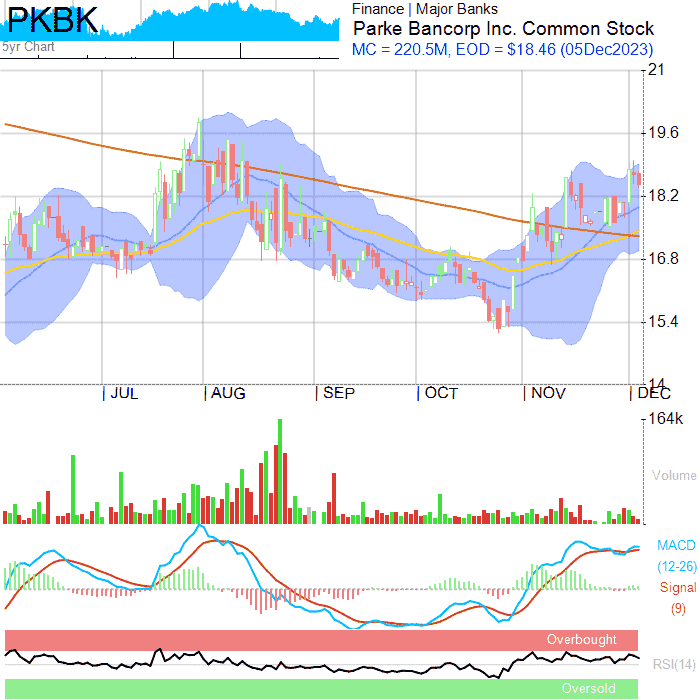 PKBK
5yr Chart
Finance | Major Banks
Parke Bancorp Inc. Common Stock
MC = 220.5M, EOD = $18.46 (05Dec2023)
21
19.6
18.2
16.8
15.4
14
JUL AUG SEP OCT NOV DEC
164k
Volume
MACD
(12-26)
Signal
(9)
Overbought
RSI(14)
Oversold